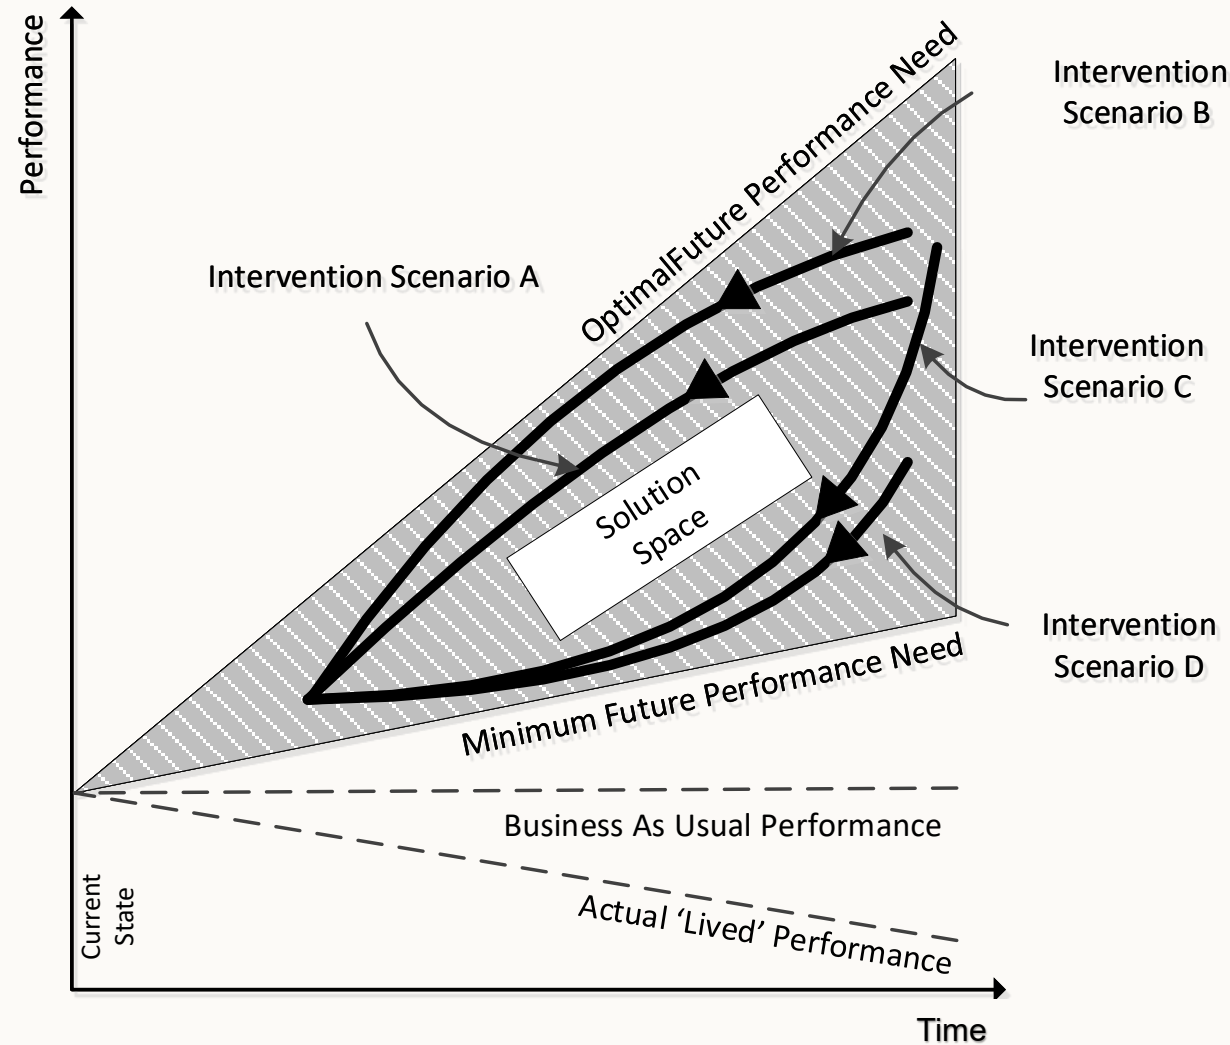 Performance
OptimalFuture Performance Need
Intervention
Scenario B
Intervention Scenario A
Intervention
Scenario C
Solution
Space
Intervention
Scenario D
Minimum Future Performance Need
Business As Usual Performance
Actual ‘Lived’ Performance
Current
State
Time